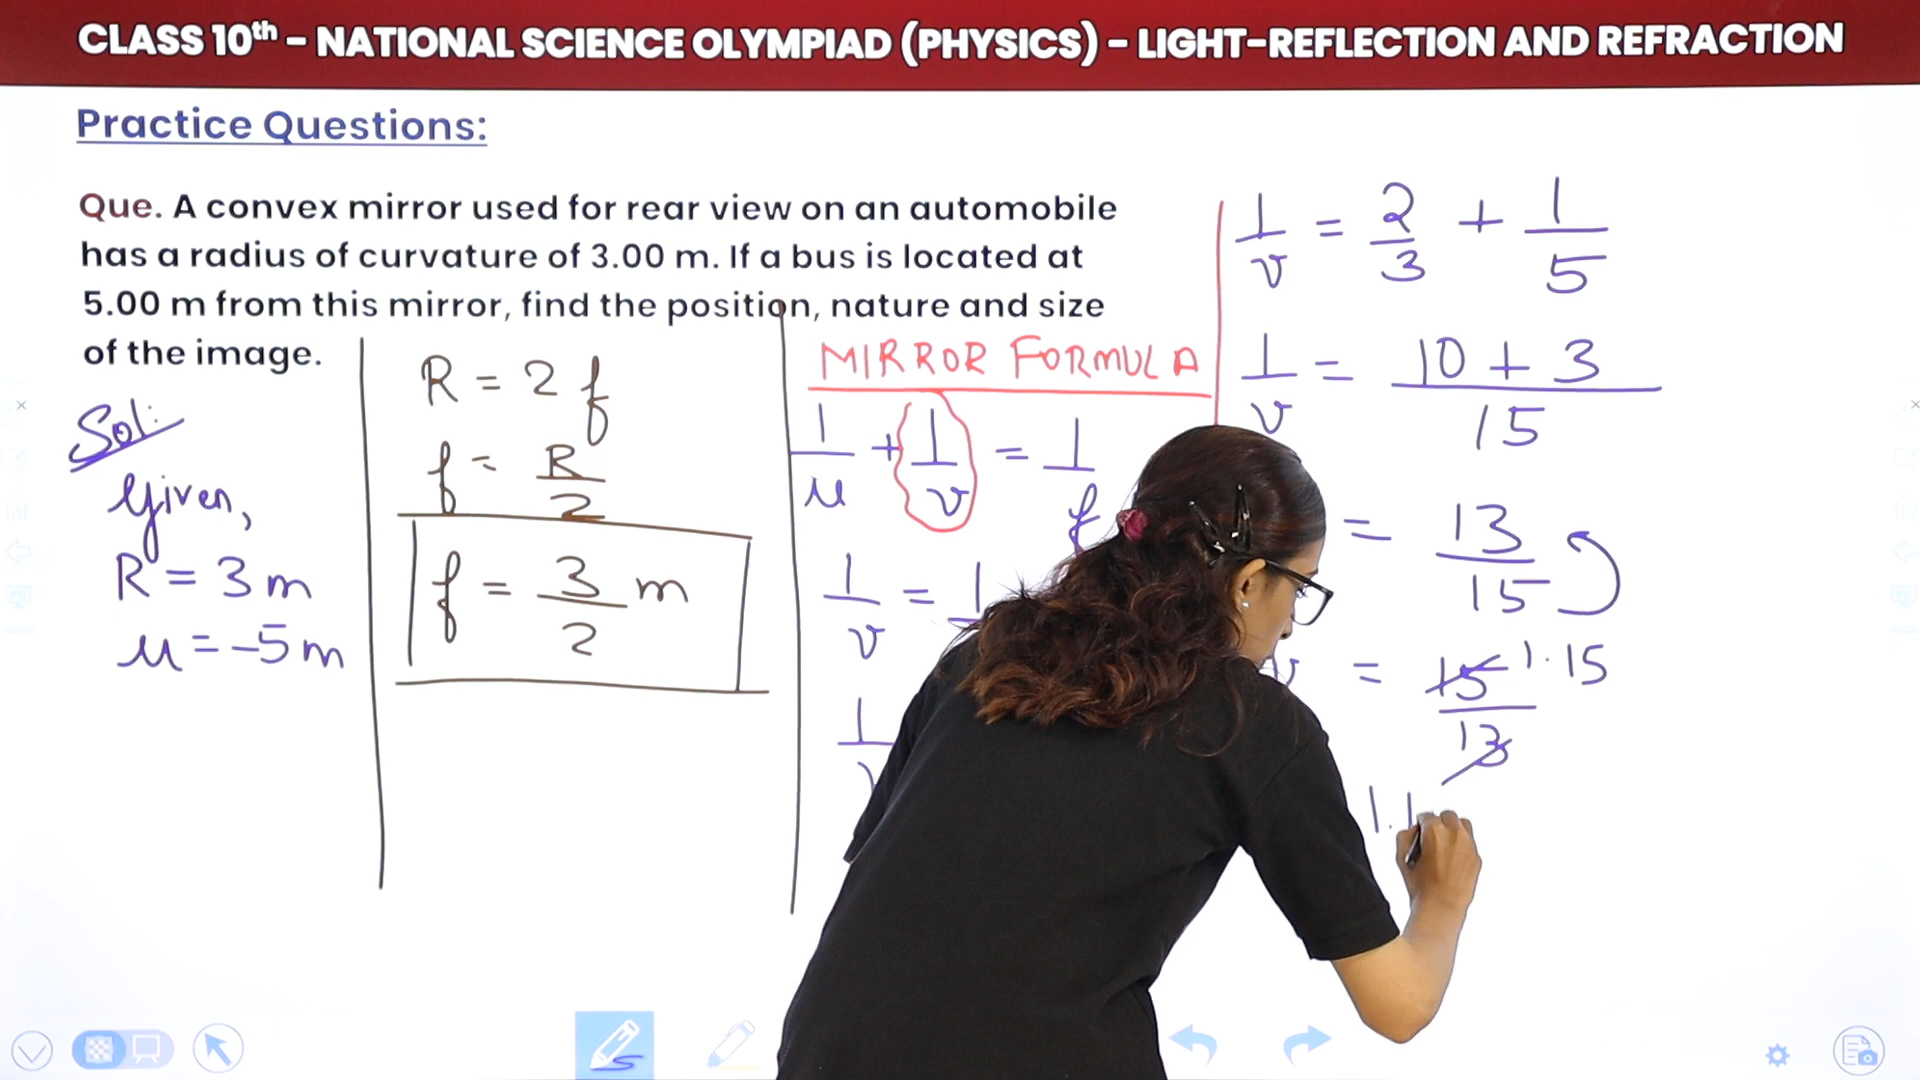 CLASS 10th - NATIONAL SCIENCE OLYMPIAD (PHYSICS) - LIGHT-REFLECTION AND REFRACTION
Practice Questions:
Que. A convex mirror used for rear view on an automobile
has a radius of curvature of 3.00 m. If a bus is located at
5.00 m from this mirror, find the position, nature and size
of the image.
Sol:
Given,
R = 3 m
u = -5 m
R = 2 f
f = R/2
f = 3/2 m
MIRROR FORMULA
1/u + 1/v = 1/f
1/v = 1
1
1/v = 2/3 + 1/5
1/v = 10 + 3 / 15
= 13/15
v = 15/13 1.15
1.1